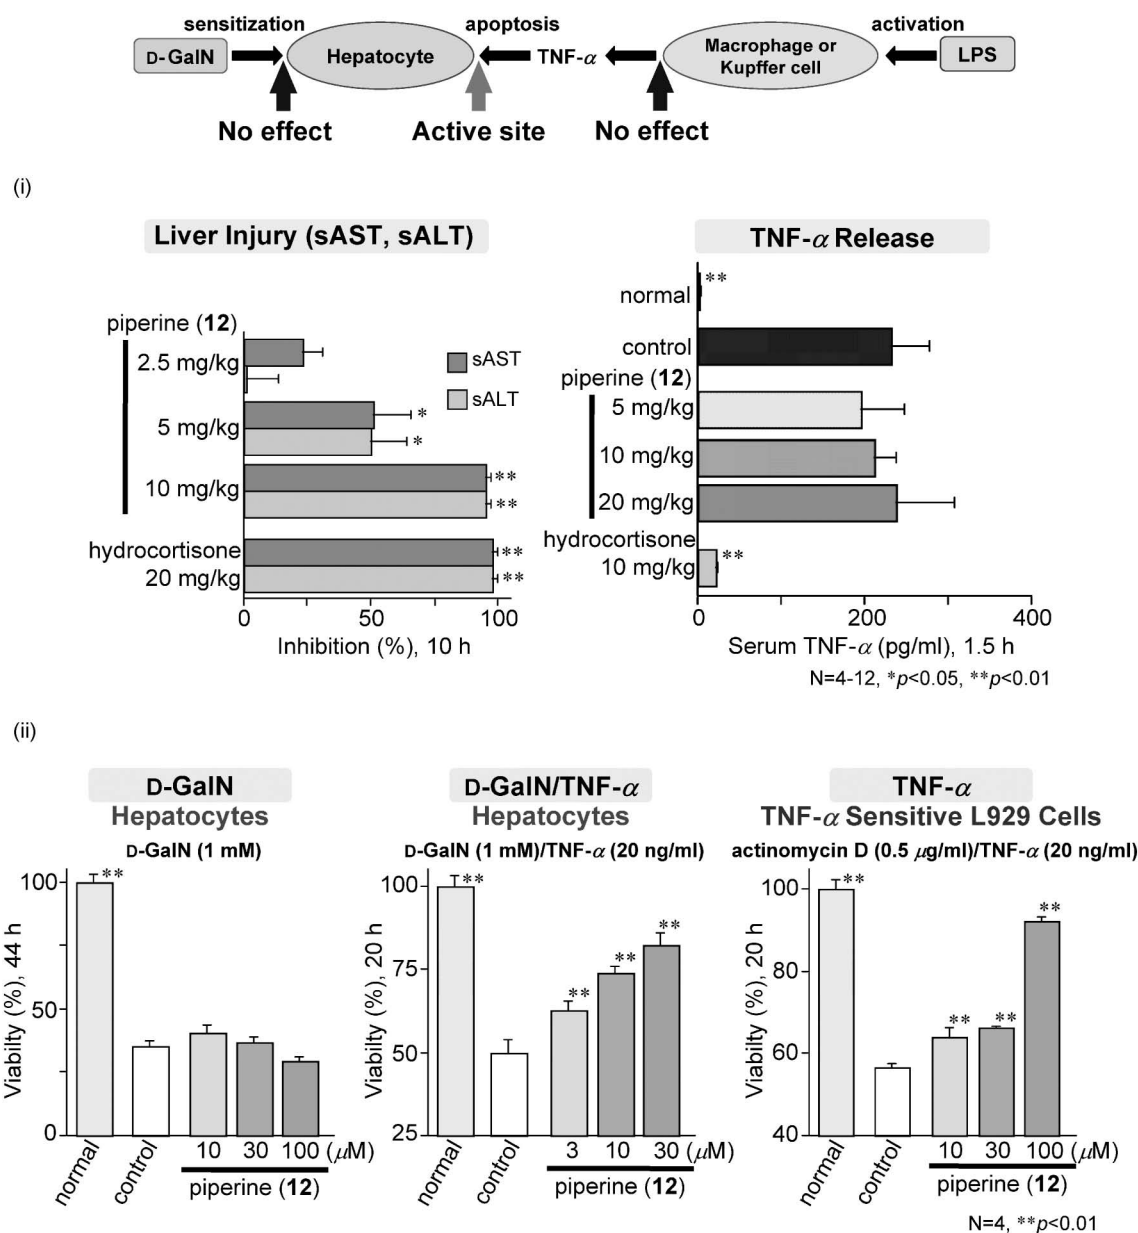 sensitization
apoptosis
activation
D-GalN
Hepatocyte
TNF-α
Macrophage or
Kupffer cell
LPS
No effect
Active site
No effect
(i)
Liver Injury (sAST, sALT)
piperine (12)
2.5 mg/kg
5 mg/kg
10 mg/kg
hydrocortisone
20 mg/kg
sAST
sALT
*
*
**
**
**
**
0
50
100
Inhibition (%), 10 h
TNF-α Release
normal
control
piperine (12)
5 mg/kg
10 mg/kg
20 mg/kg
hydrocortisone
10 mg/kg
**
**
0
200
400
Serum TNF-α (pg/ml), 1.5 h
N=4-12, *p<0.05, **p<0.01
(ii)
D-GalN
Hepatocytes
D-GalN (1 mM)
Viabilty (%), 44 h
100
50
0
**
normal
control
10 30 100 (μM)
piperine (12)
D-GalN/TNF-α
Hepatocytes
D-GalN (1 mM)/TNF-α (20 ng/ml)
Viabilty (%), 20 h
100
75
50
25
**
**
**
**
normal
control
3 10 30 (μM)
piperine (12)
TNF-α
TNF-α Sensitive L929 Cells
actinomycin D (0.5 μg/ml)/TNF-α (20 ng/ml)
Viabilty (%), 20 h
100
80
60
40
**
**
**
**
normal
control
10 30 100 (μM)
piperine (12)
N=4, **p<0.01